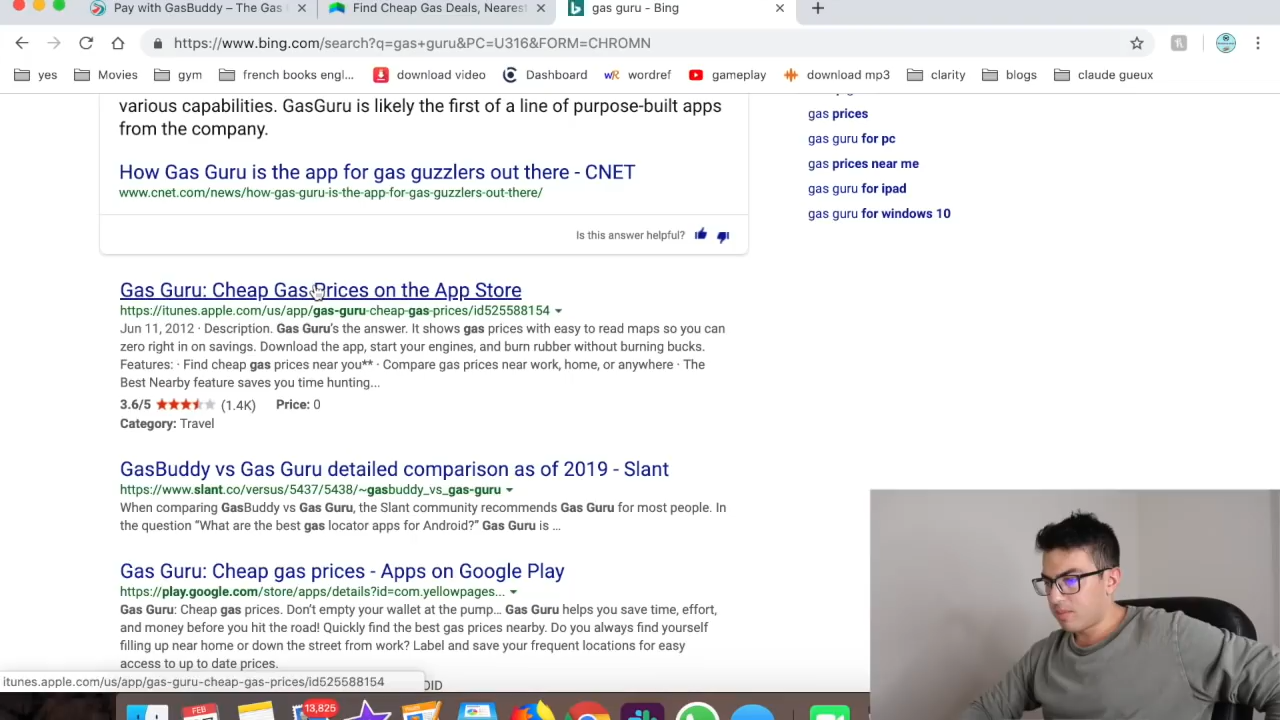 Pay with GasBuddy – The Gas
Find Cheap Gas Deals, Nearest
gas guru - Bing
https://www.bing.com/search?q=gas+guru&PC=U316&FORM=CHROMN
yes
Movies
gym
french books engl...
download video
Dashboard
wordref
gameplay
download mp3
clarity
blogs
claude gueux
various capabilities. GasGuru is likely the first of a line of purpose-built apps
from the company.
How Gas Guru is the app for gas guzzlers out there - CNET
www.cnet.com/news/how-gas-guru-is-the-app-for-gas-guzzlers-out-there/
Is this answer helpful?
gas prices
gas guru for pc
gas prices near me
gas guru for ipad
gas guru for windows 10
Gas Guru: Cheap Gas Prices on the App Store
https://itunes.apple.com/us/app/gas-guru-cheap-gas-prices/id525588154
Jun 11, 2012 · Description. Gas Guru's the answer. It shows gas prices with easy to read maps so you can
zero right in on savings. Download the app, start your engines, and burn rubber without burning bucks.
Features: · Find cheap gas prices near you** · Compare gas prices near work, home, or anywhere · The
Best Nearby feature saves you time hunting...
3.6/5 (1.4K) Price: 0
Category: Travel
GasBuddy vs Gas Guru detailed comparison as of 2019 - Slant
https://www.slant.co/versus/5437/5438/~gasbuddy_vs_gas-guru
When comparing GasBuddy vs Gas Guru, the Slant community recommends Gas Guru for most people. In
the question "What are the best gas locator apps for Android?" Gas Guru is ...
Gas Guru: Cheap gas prices - Apps on Google Play
https://play.google.com/store/apps/details?id=com.yellowpages...
Gas Guru: Cheap gas prices. Don't empty your wallet at the pump... Gas Guru helps you save time, effort,
and money before you hit the road! Quickly find the best gas prices nearby. Do you always find yourself
filling up near home or down the street from work? Label and save your frequent locations for easy
access to up to date prices.
itunes.apple.com/us/app/gas-guru-cheap-gas-prices/id525588154
OID
FEB
13,825